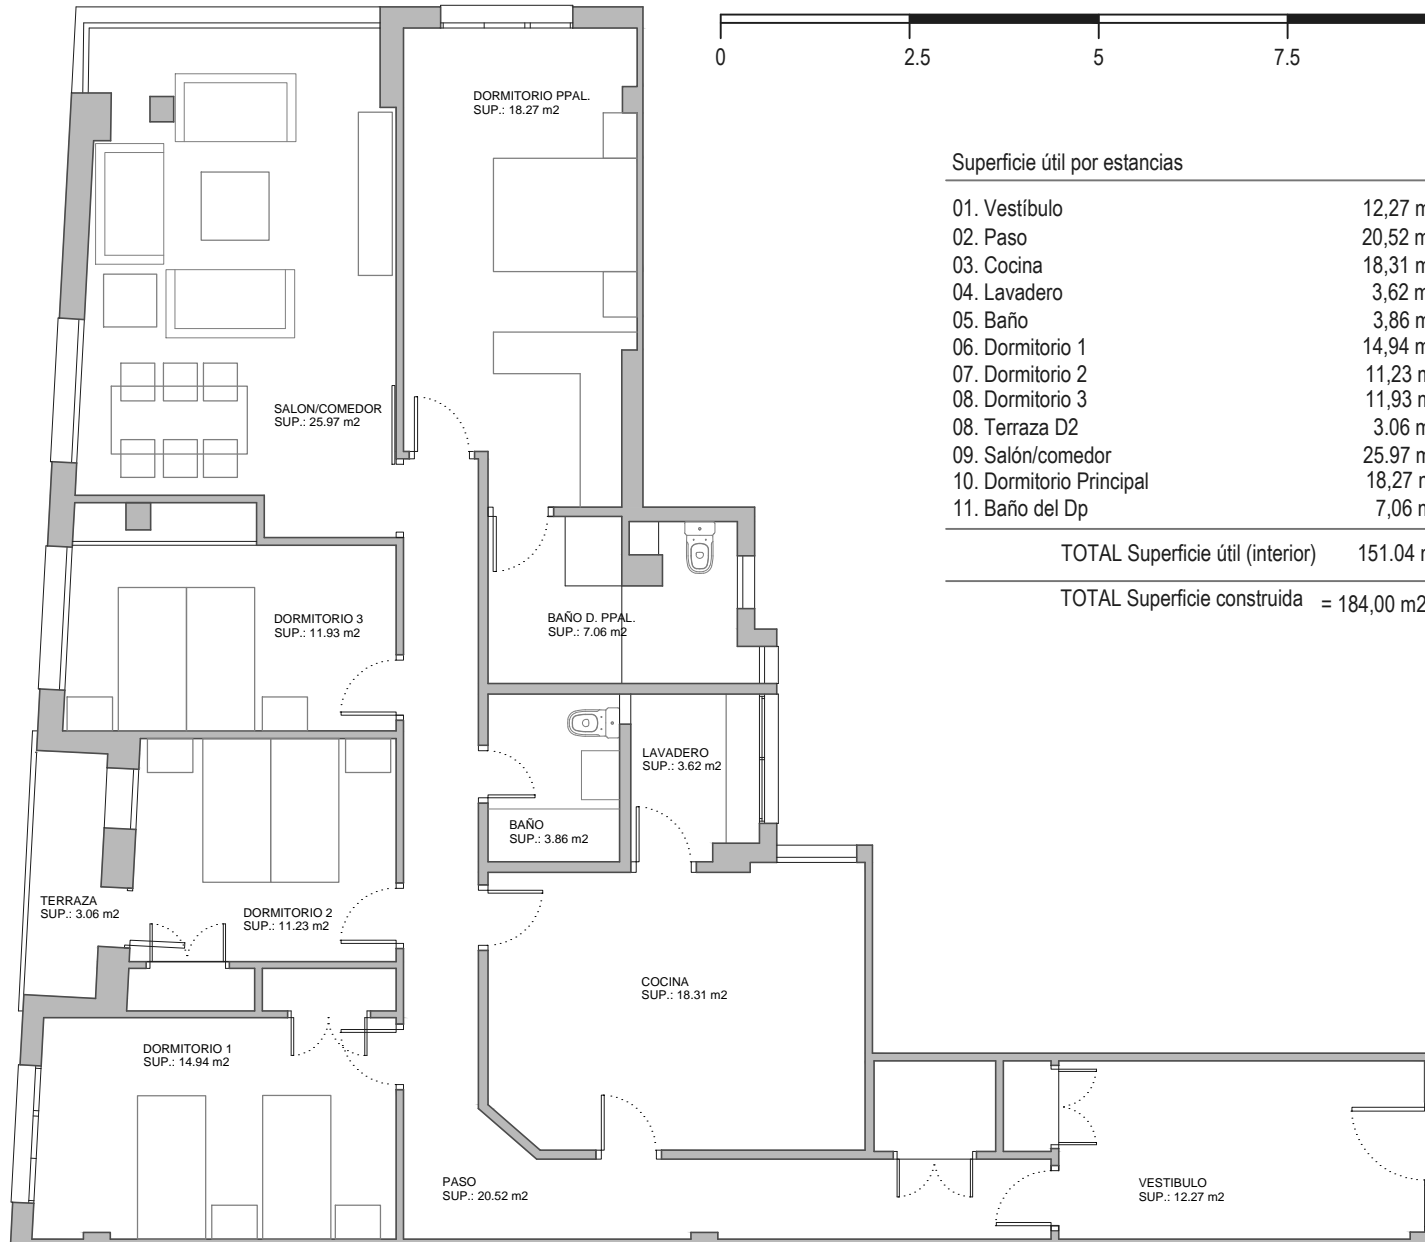 0 2.5 5 7.5
DORMITORIO PPAL.
SUP.: 18.27 m2
Superficie útil por estancias
01. Vestíbulo 12,27 m
02. Paso 20,52 m
03. Cocina 18,31 m
04. Lavadero 3,62 m
05. Baño 3,86 m
06. Dormitorio 1 14,94 m
07. Dormitorio 2 11,23 m
08. Dormitorio 3 11,93 m
08. Terraza D2 3.06 m
09. Salón/comedor 25.97 m
10. Dormitorio Principal 18,27 m
11. Baño del Dp 7,06 m
TOTAL Superficie útil (interior) 151.04 m
TOTAL Superficie construida = 184,00 m2
SALON/COMEDOR
SUP.: 25.97 m2
DORMITORIO 3
SUP.: 11.93 m2
BAÑO D. PPAL.
SUP.: 7.06 m2
LAVADERO
SUP.: 3.62 m2
BAÑO
SUP.: 3.86 m2
TERRAZA
SUP.: 3.06 m2
DORMITORIO 2
SUP.: 11.23 m2
COCINA
SUP.: 18.31 m2
DORMITORIO 1
SUP.: 14.94 m2
PASO
SUP.: 20.52 m2
VESTIBULO
SUP.: 12.27 m2